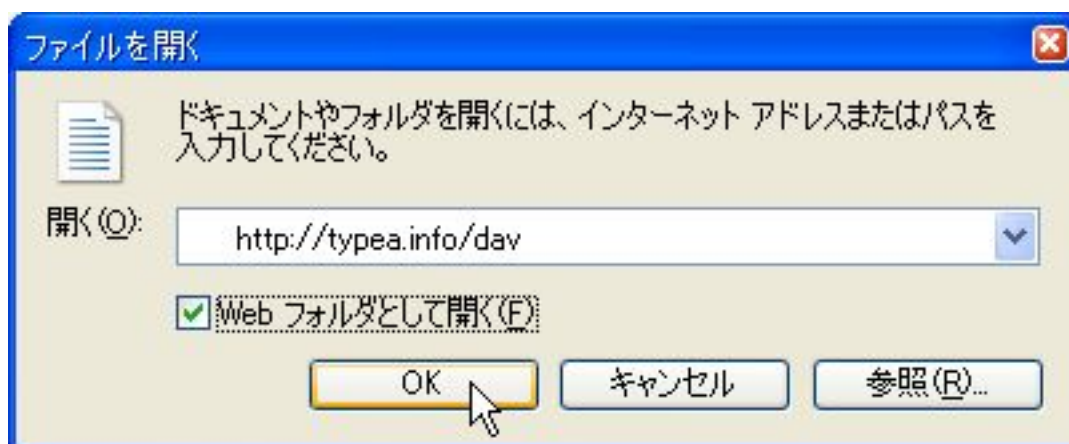 ファイルを開く
ドキュメントやフォルダを開くには、インターネット アドレスまたはパスを
入力してください。
開く(O):
http://typea.info/dav
Web フォルダとして開く(F)
OK
キャンセル
参照(R)...